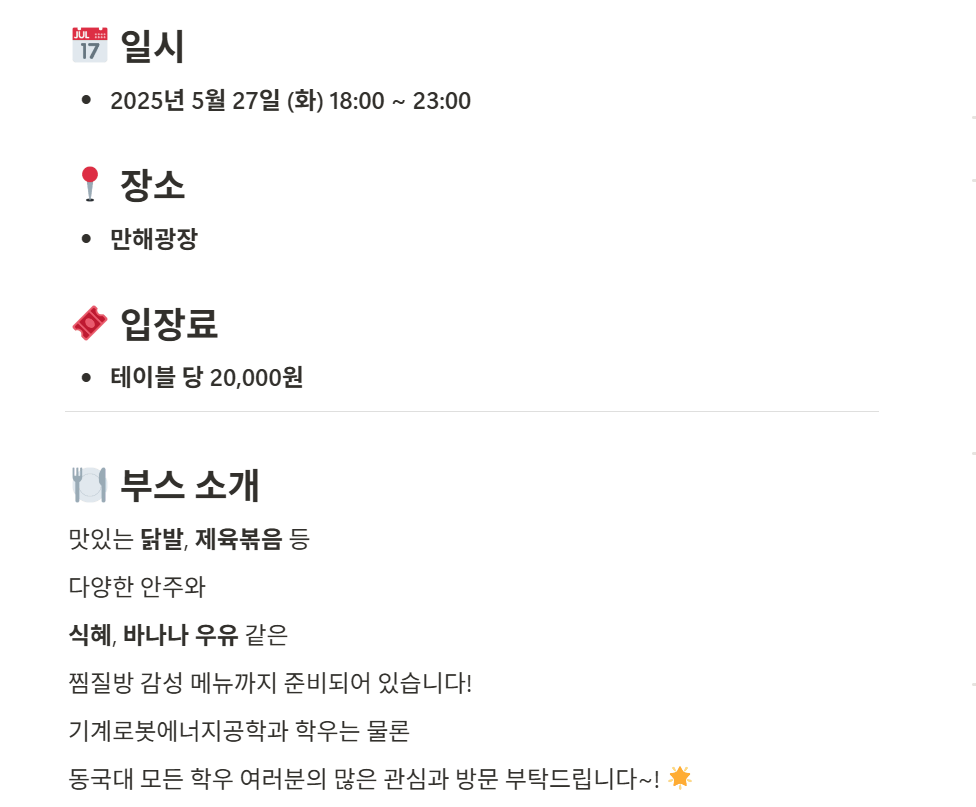 JUL 17 일시
2025년 5월 27일 (화) 18:00 ~ 23:00
장소
만해광장
입장료
테이블 당 20,000원
부스 소개
맛있는 닭발, 제육볶음 등
다양한 안주와
식혜, 바나나 우유 같은
찜질방 감성 메뉴까지 준비되어 있습니다!
기계로봇에너지공학과 학우는 물론
동국대 모든 학우 여러분의 많은 관심과 방문 부탁드립니다~!